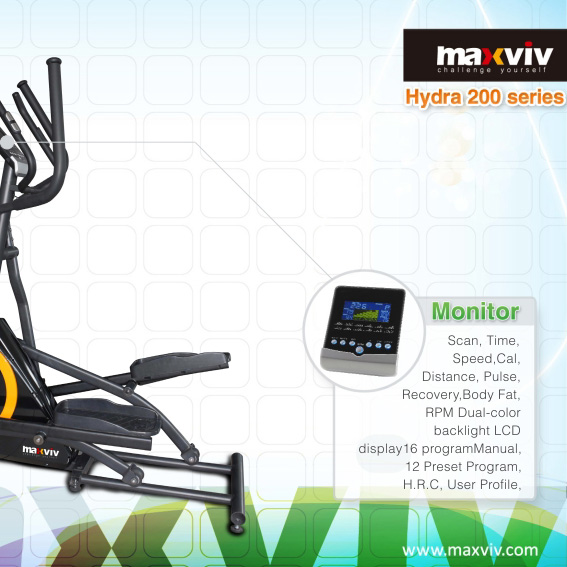 maxviv
challenge yourself
Hydra 200 series
Monitor
Scan, Time,
Speed,Cal,
Distance, Pulse,
Recovery,Body Fat,
RPM Dual-color
backlight LCD
display16 programManual,
12 Preset Program,
H.R.C, User Profile,
maxviv
XVIV
www.maxviv.com